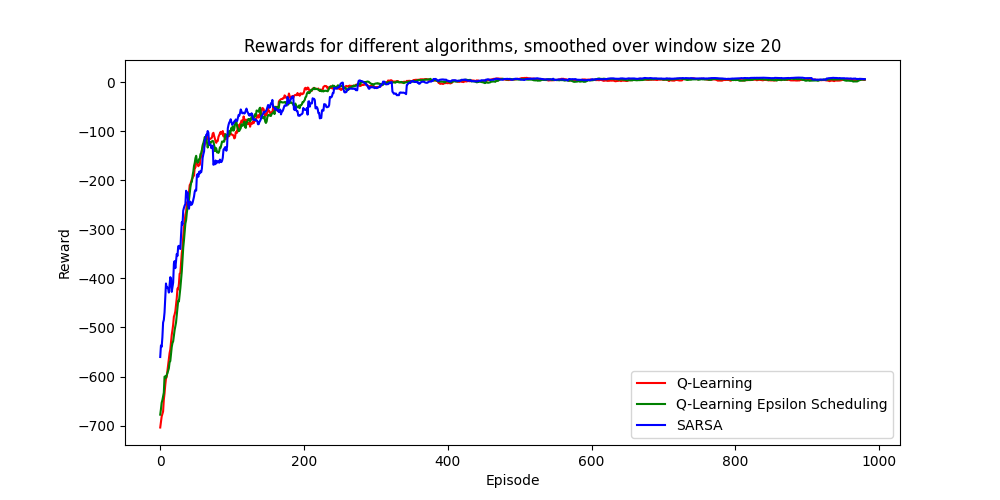 Rewards for different algorithms, smoothed over window size 20
0
−100
−200
−300
−400
−500
−600
−700
Reward
0 200 400 600 800 1000
Episode
Q-Learning
Q-Learning Epsilon Scheduling
SARSA